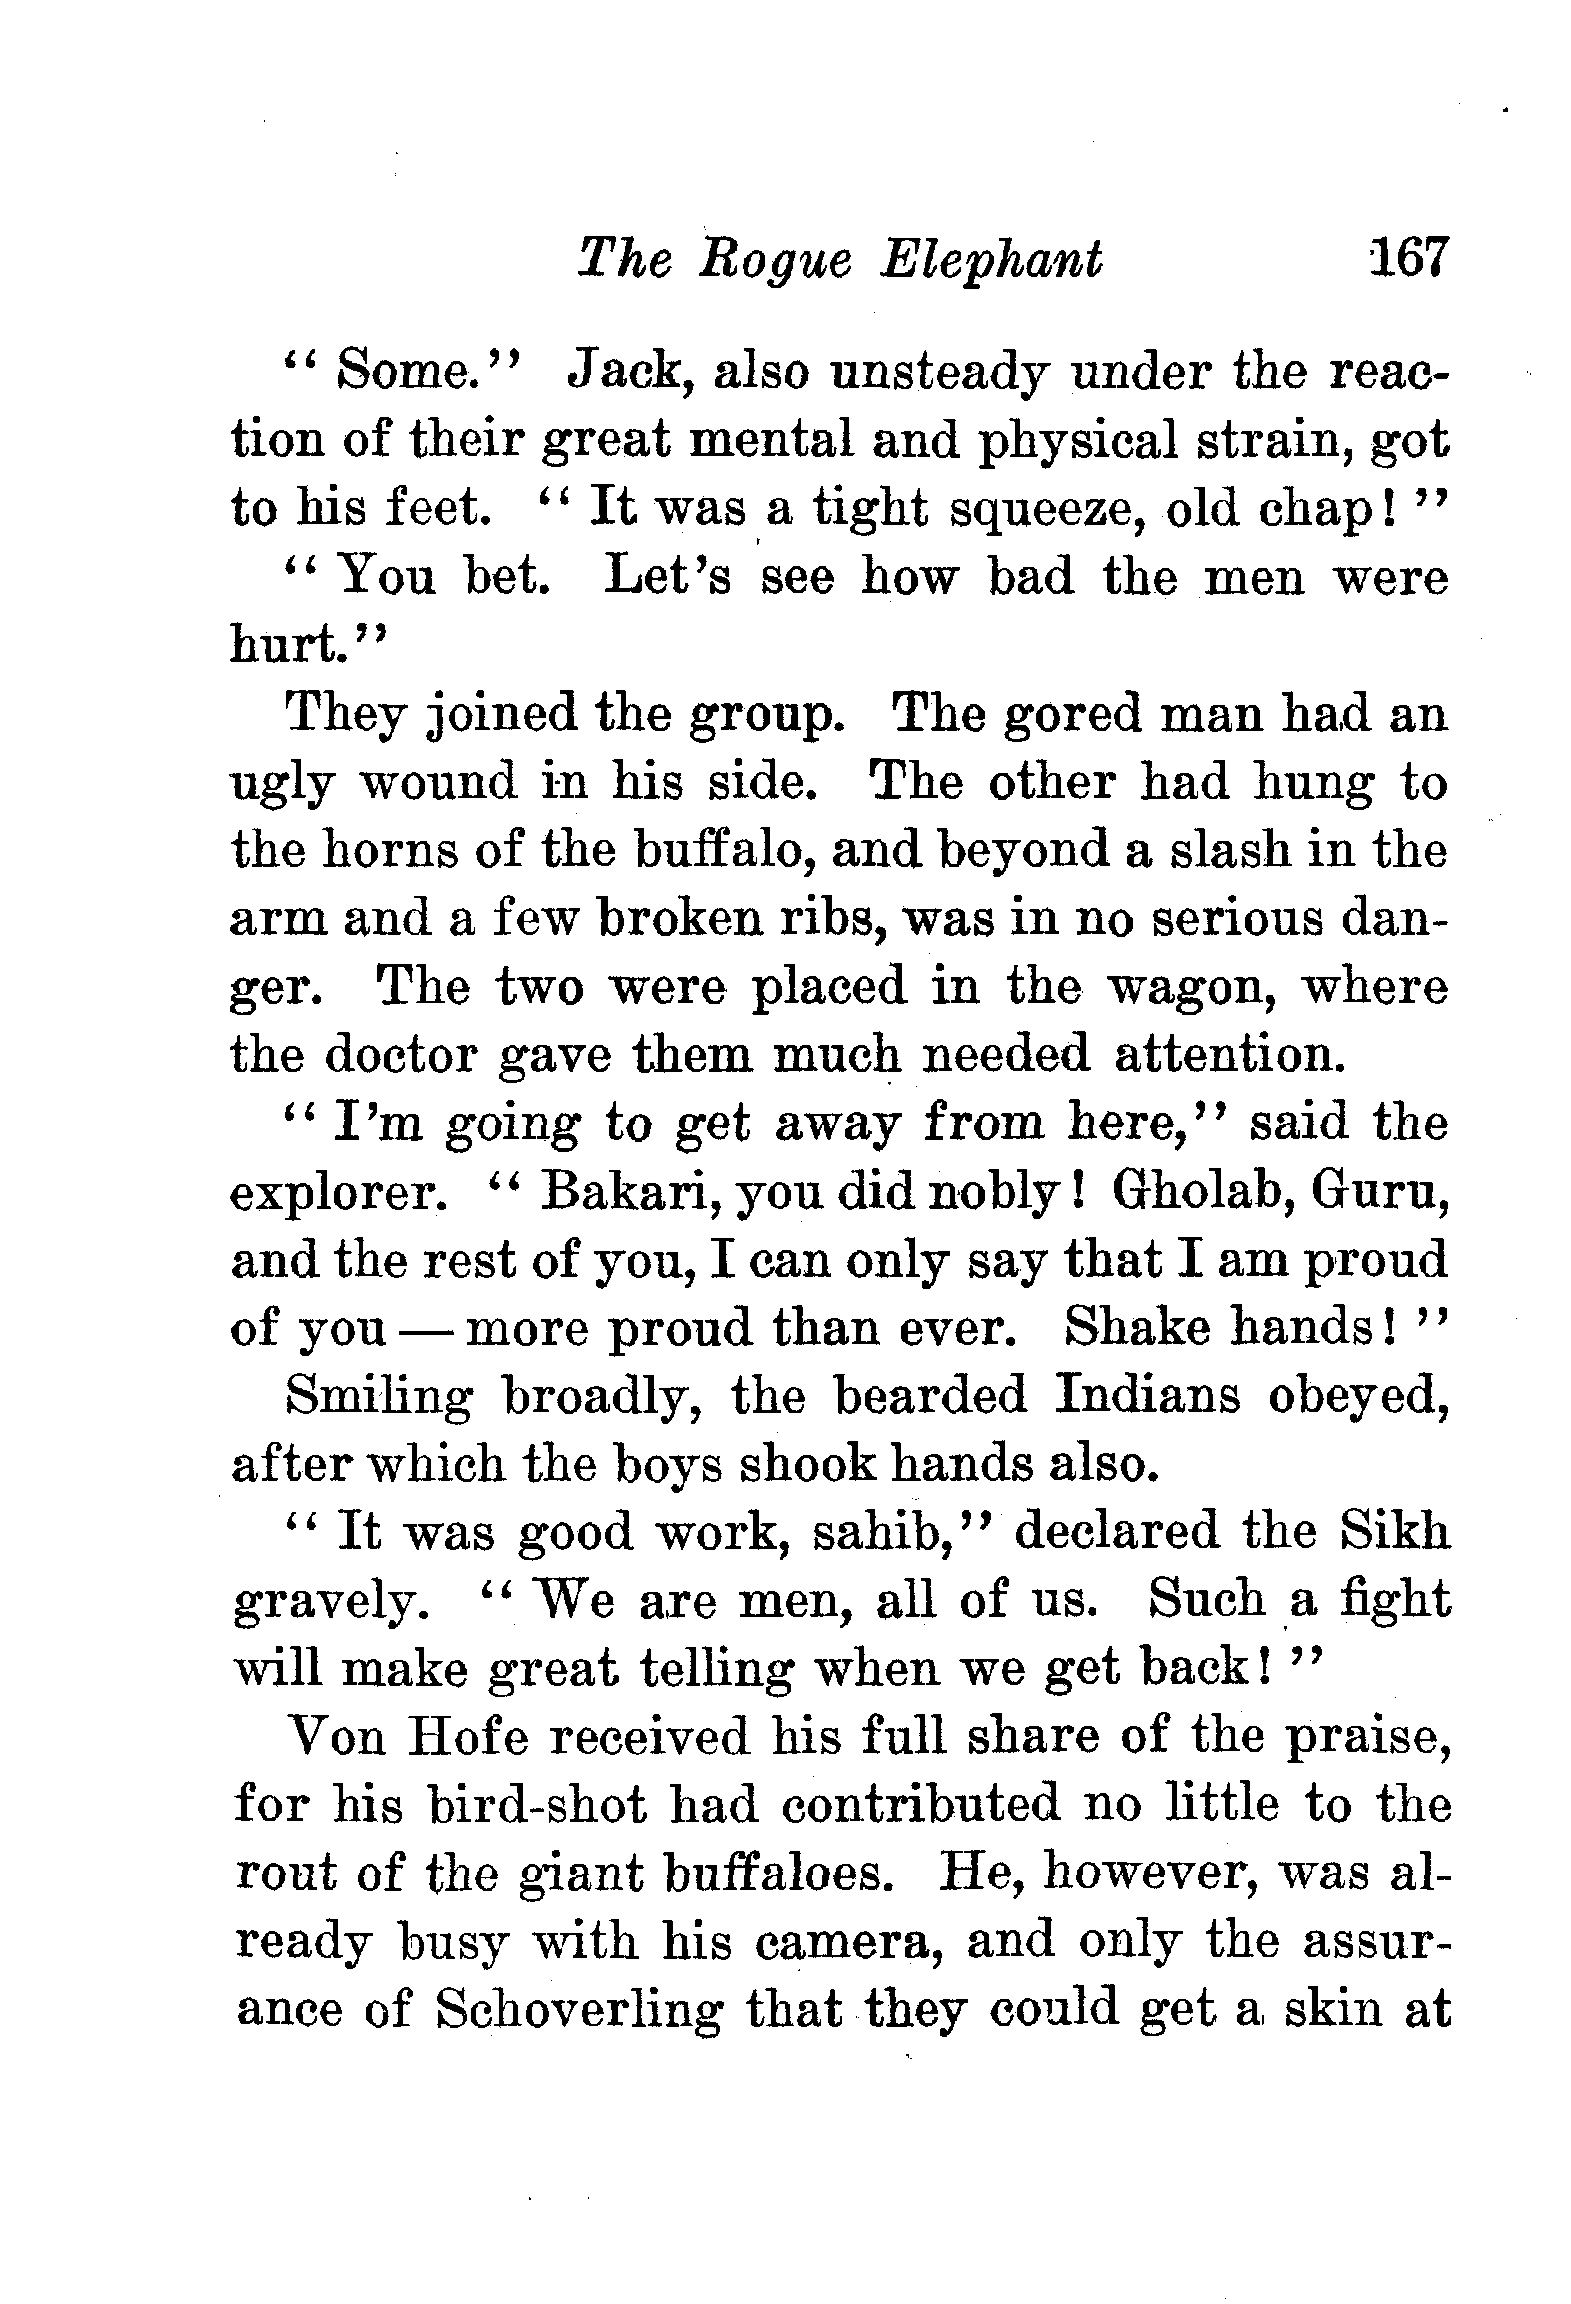 The Rogue Elephant 167
“ Some.” Jack, also unsteady under the reac-
tion of their great mental and physical strain, got
to his feet. “ It was a tight squeeze, old chap! ”
“ You bet. Let's see how bad the men were
hurt.”
They joined the group. The gored man had an
ugly wound in his side. The other had hung to
the horns of the buffalo, and beyond a slash in the
arm and a few broken ribs, was in no serious dan-
ger. The two were placed in the wagon, where
the doctor gave them much needed attention.
“ I'm going to get away from here,” said the
explorer. “ Bakari, you did nobly! Gholab, Guru,
and the rest of you, I can only say that I am proud
of you — more proud than ever. Shake hands! ”
Smiling broadly, the bearded Indians obeyed,
after which the boys shook hands also.
“ It was good work, sahib,” declared the Sikh
gravely. “ We are men, all of us. Such a fight
will make great telling when we get back! ”
Von Hofe received his full share of the praise,
for his bird-shot had contributed no little to the
rout of the giant buffaloes. He, however, was al-
ready busy with his camera, and only the assur-
ance of Schoverling that they could get a skin at